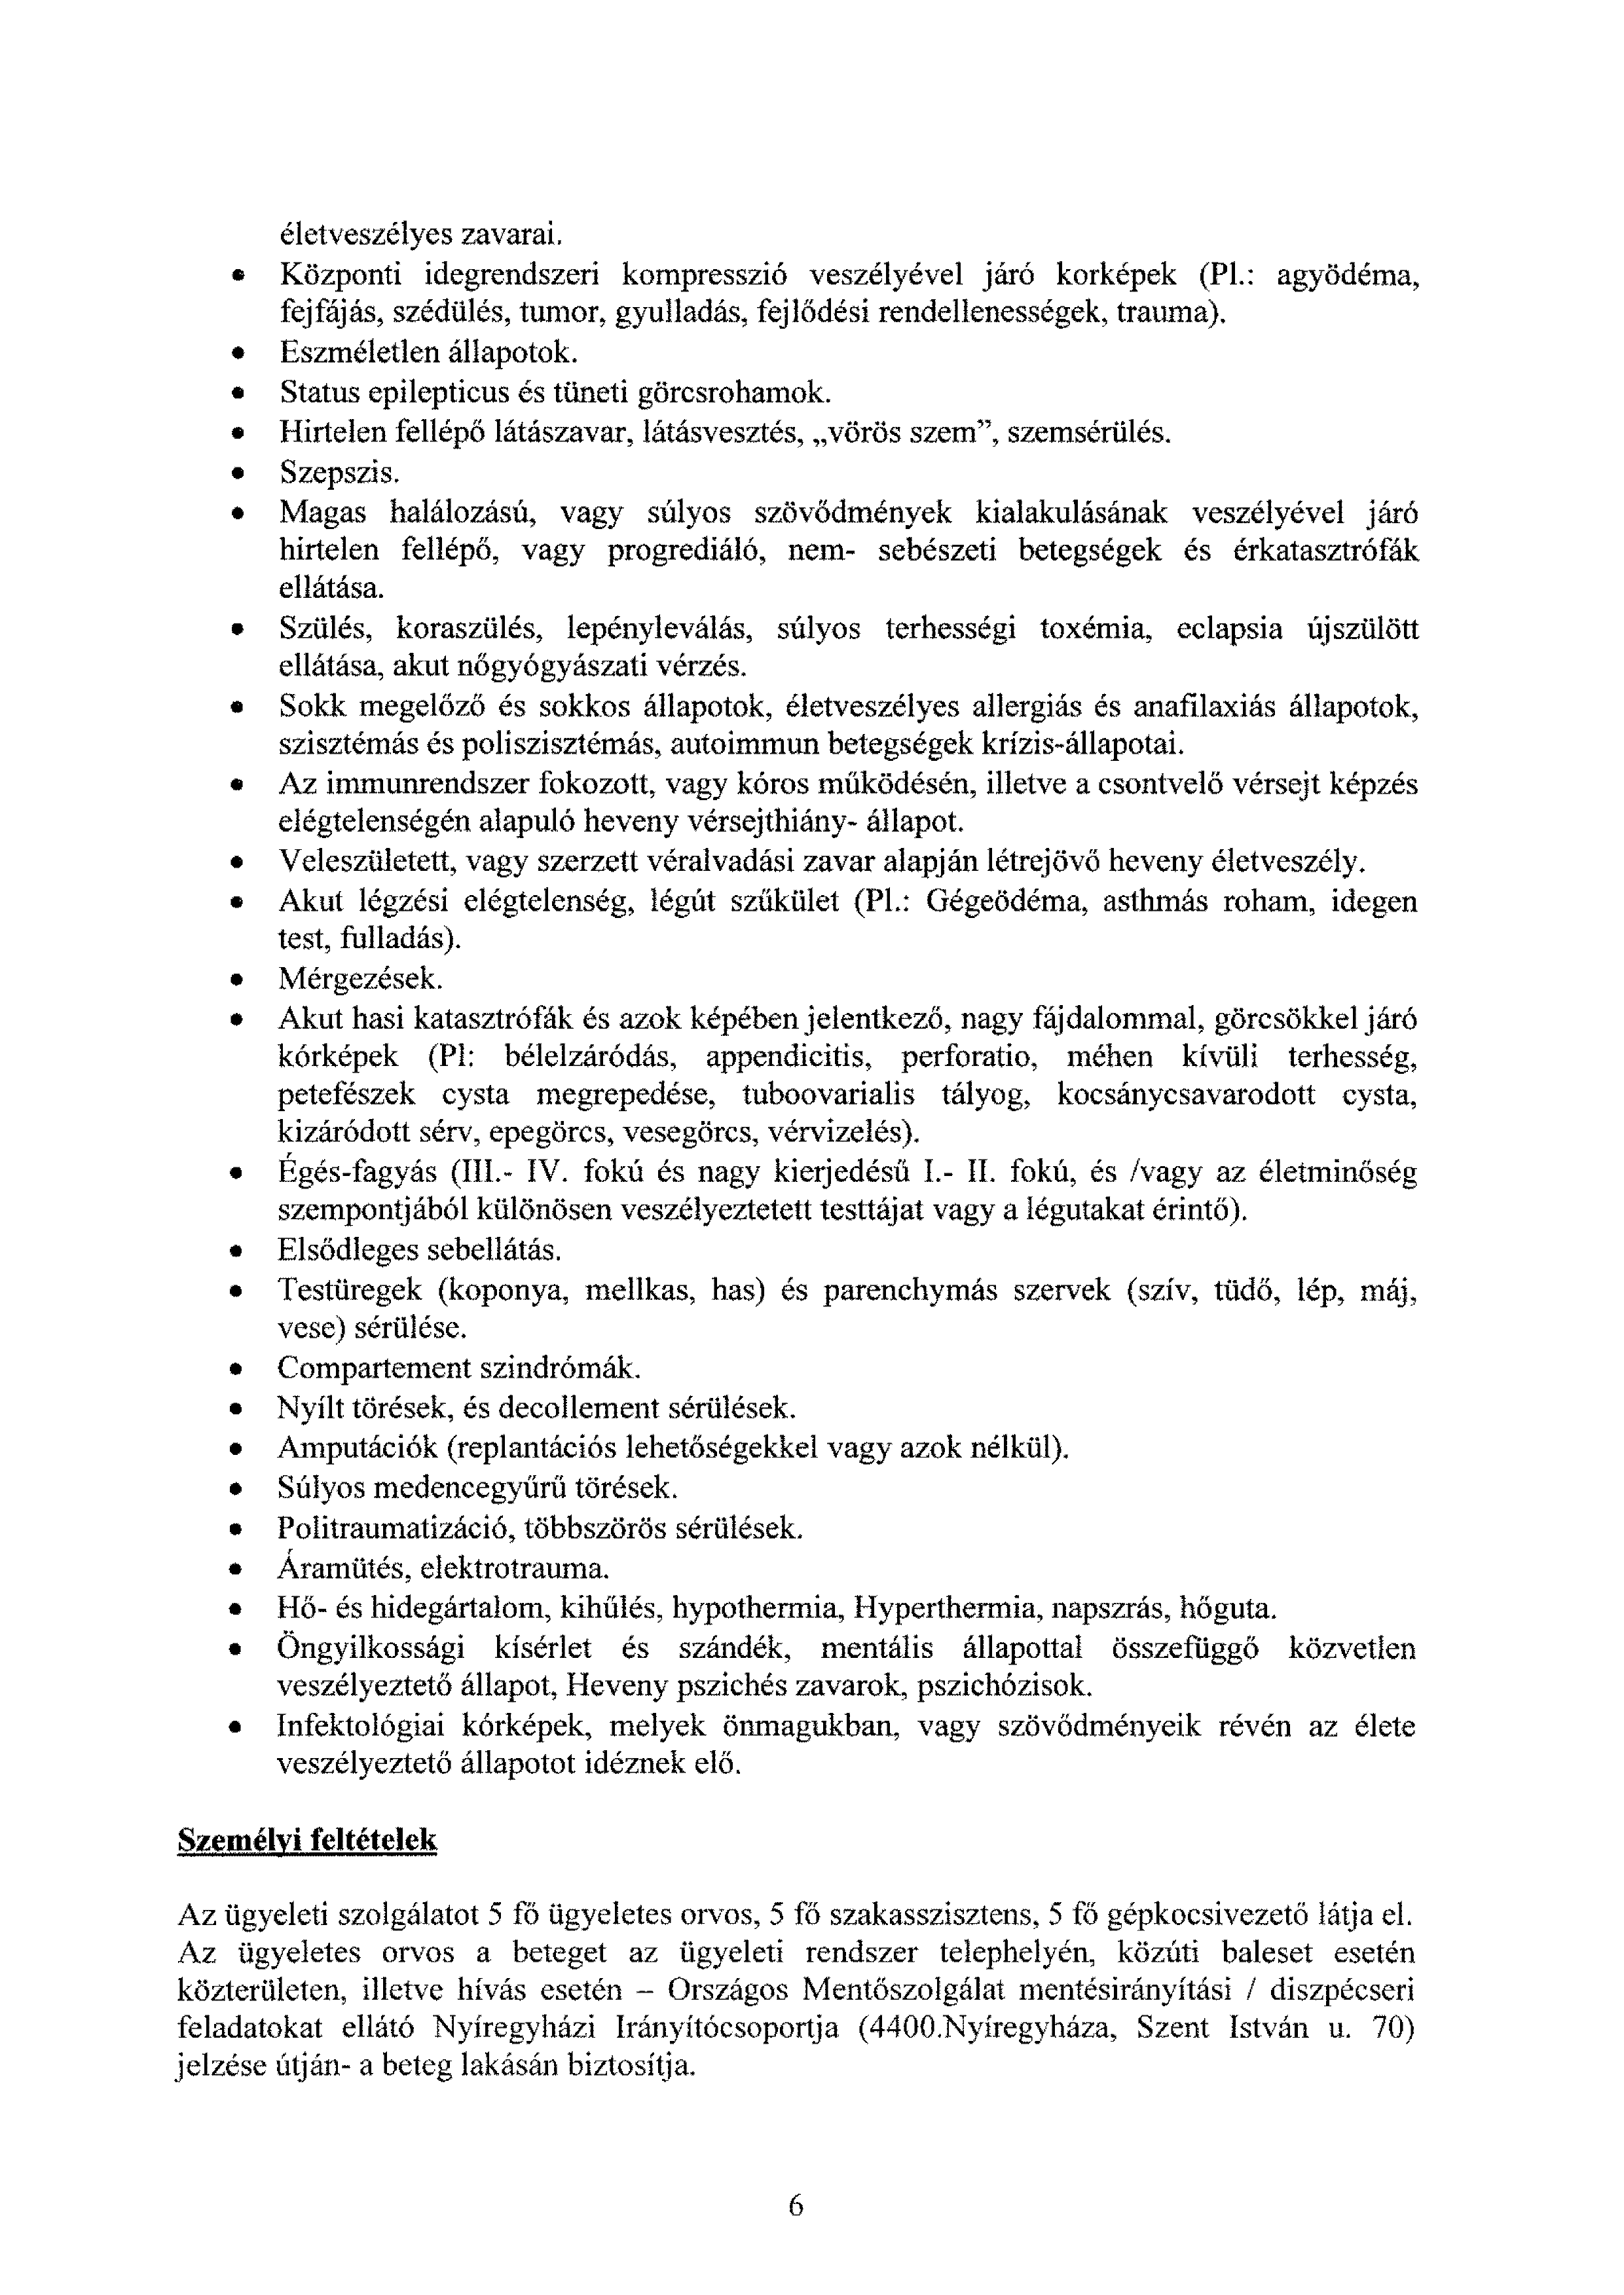 életveszélyes zavarai.
• Központi idegrendszeri kompresszió veszélyével járó korképek (Pl.: agyödéma,
fejfájás, szédülés, tumor, gyulladás, fejlődési rendellenességek, trauma).
• Eszméletlen állapotok.
• Status epilepticus és tüneti görcsrohamok.
• Hirtelen fellépő látászavar, látásvesztés, „vörös szem”, szemsérülés.
• Szepszis.
• Magas halálozású, vagy súlyos szövődmények kialakulásának veszélyével járó
hirtelen fellépő, vagy progrediáló, nem- sebészeti betegségek és érkatasztrófák
ellátása.
• Szülés, koraszülés, lepényleválás, súlyos terhességi toxémia, eclapsia újszülött
ellátása, akut nőgyógyászati vérzés.
• Sokk megelőző és sokkos állapotok, életveszélyes allergiás és anafilaxiás állapotok,
szisztémás és poliszisztémás, autoimmun betegségek krízis-állapotai.
• Az immunrendszer fokozott, vagy kóros működésén, illetve a csontvelő vérsejt képzés
elégtelenségén alapuló heveny vérsejthiány- állapot.
• Veleszületett, vagy szerzett véralvadási zavar alapján létrejövő heveny életveszély.
• Akut légzési elégtelenség, légút szűkület (Pl.: Gégeödéma, asthmás roham, idegen
test, fulladás).
• Mérgezések.
• Akut hasi katasztrófák és azok képében jelentkező, nagy fájdalommal, görcsökkel járó
kórképek (Pl: bélelzáródás, appendicitis, perforatio, méhen kívüli terhesség,
petefészek cysta megrepedése, tuboovarialis tályog, kocsánycsavarodott cysta,
kizáródott sérv, epegörcs, vesegörcs, vérvizelés).
• Égés-fagyás (III.- IV. fokú és nagy kierjedésű I.- II. fokú, és /vagy az életminőség
szempontjából különösen veszélyeztetett testtájat vagy a légutakat érintő).
• Elsődleges sebellátás.
• Testüregek (koponya, mellkas, has) és parenchymás szervek (szív, tüdő, lép, máj,
vese) sérülése.
• Compartement szindrómák.
• Nyílt törések, és decollement sérülések.
• Amputációk (replantációs lehetőségekkel vagy azok nélkül).
• Súlyos medencegyűrű törések.
• Politraumatizáció, többszörös sérülések.
• Áramütés, elektrotrauma.
• Hő- és hidegártalom, kihűlés, hypothermia, Hyperthermia, napszrás, hőguta.
• Öngyilkossági kísérlet és szándék, mentális állapottal összefüggő közvetlen
veszélyeztető állapot, Heveny pszichés zavarok, pszichózisok.
• Infektológiai kórképek, melyek önmagukban, vagy szövődményeik révén az élete
veszélyeztető állapotot idéznek elő.
Személyi feltételek
Az ügyeleti szolgálatot 5 fő ügyeletes orvos, 5 fő szakasszisztens, 5 fő gépkocsivezető látja el.
Az ügyeletes orvos a beteget az ügyeleti rendszer telephelyén, közúti baleset esetén
közterületen, illetve hívás esetén – Országos Mentőszolgálat mentésirányítási / diszpécseri
feladatokat ellátó Nyíregyházi Irányítócsoportja (4400.Nyíregyháza, Szent István u. 70)
jelzése útján- a beteg lakásán biztosítja.
6